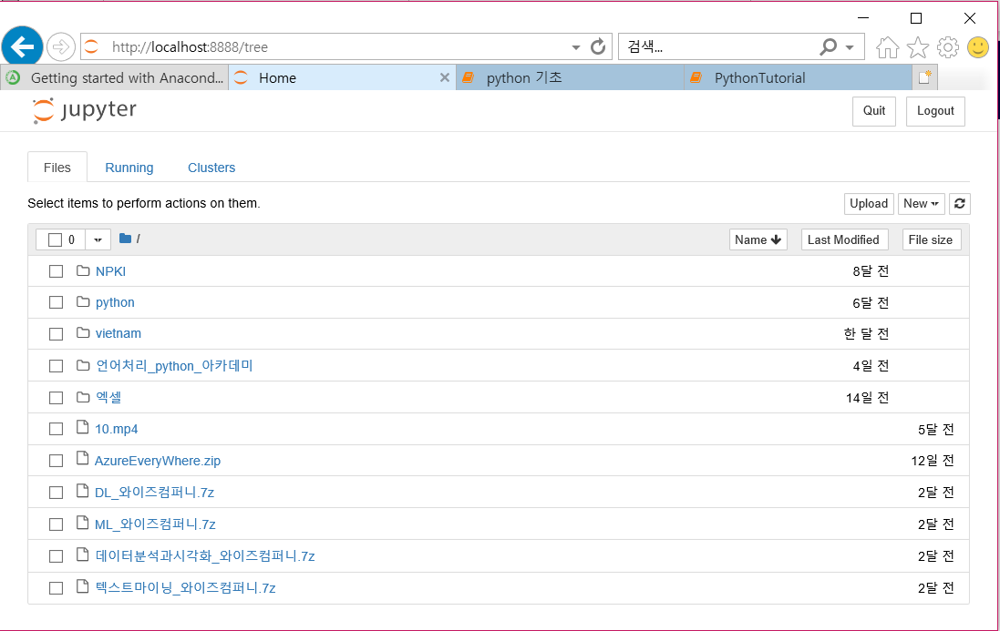 http://localhost:8888/tree 검색...
Getting started with Anacond... Home python 기초 PythonTutorial
jupyter Quit Logout
Files Running Clusters
Select items to perform actions on them. Upload New
0 / Name Last Modified File size
NPKI 8달 전
python 6달 전
vietnam 한 달 전
언어처리_python_아카데미 4일 전
엑셀 14일 전
10.mp4 5달 전
AzureEveryWhere.zip 12일 전
DL_와이즈컴퍼니.7z 2달 전
ML_와이즈컴퍼니.7z 2달 전
데이터분석과시각화_와이즈컴퍼니.7z 2달 전
텍스트마이닝_와이즈컴퍼니.7z 2달 전